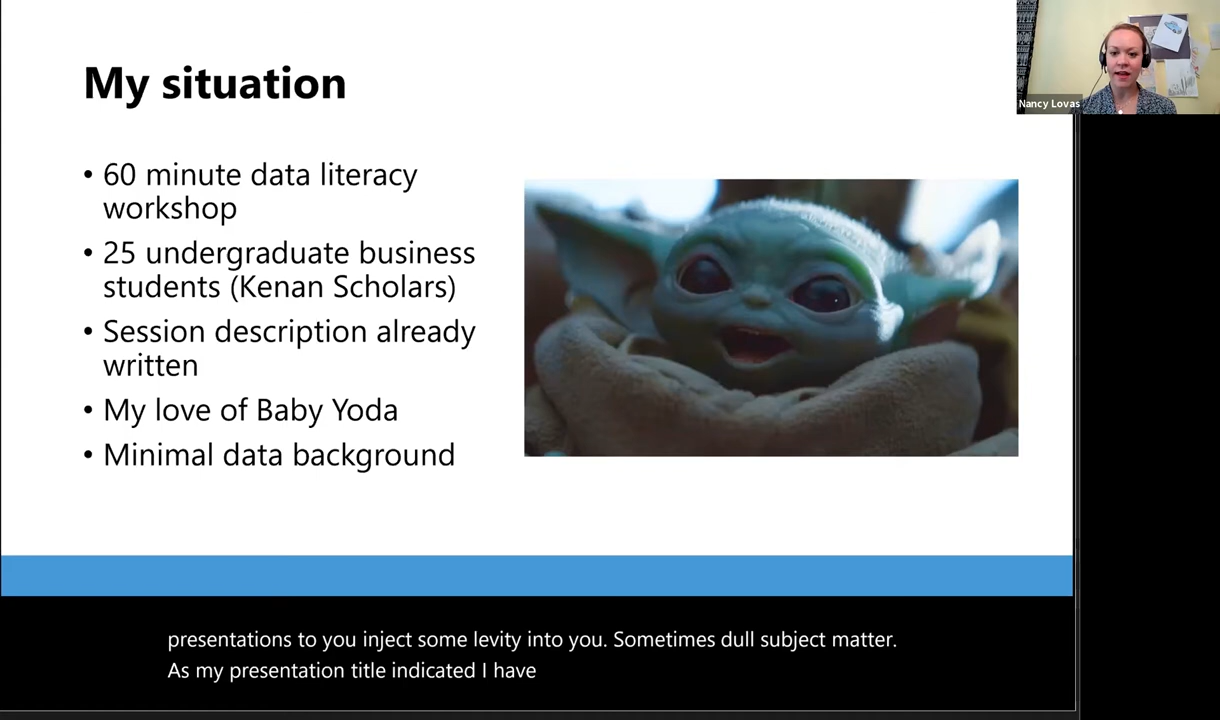 My situation
Nancy Lovas
• 60 minute data literacy
workshop
• 25 undergraduate business
students (Kenan Scholars)
• Session description already
written
• My love of Baby Yoda
• Minimal data background
presentations to you inject some levity into you. Sometimes dull subject matter.
As my presentation title indicated I have